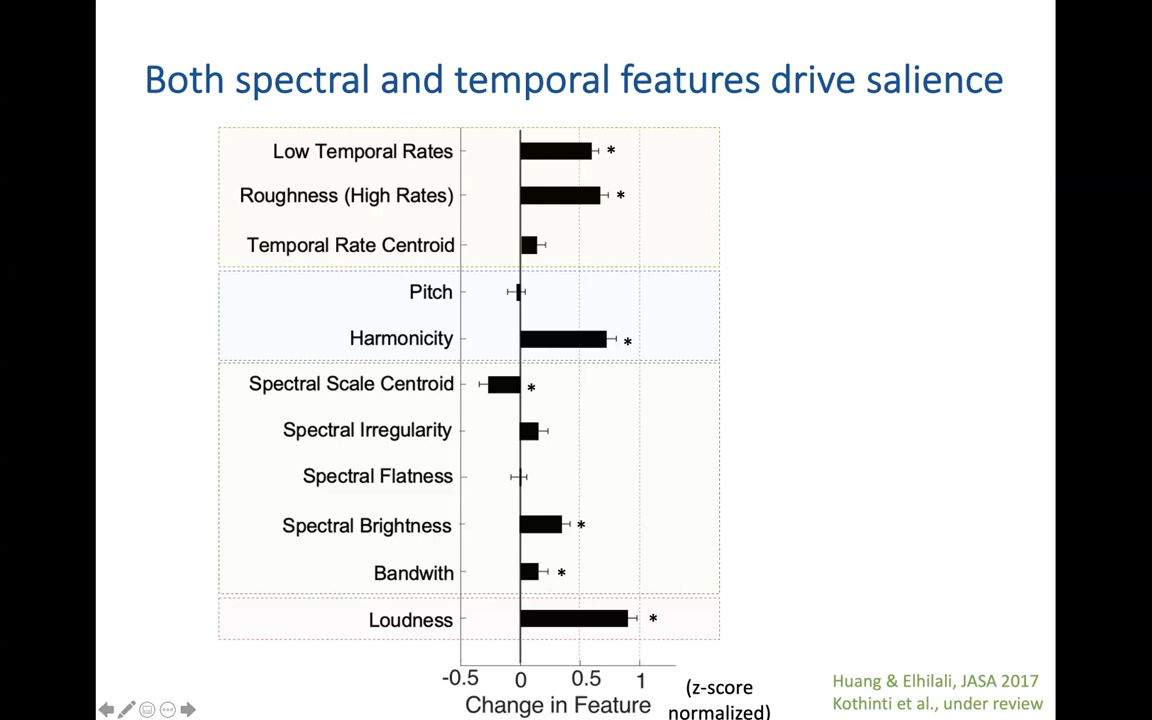 Both spectral and temporal features drive salience
Low Temporal Rates
*
Roughness (High Rates)
*
Temporal Rate Centroid
Pitch
Harmonicity
*
Spectral Scale Centroid
*
Spectral Irregularity
Spectral Flatness
Spectral Brightness
*
Bandwith
*
Loudness
*
-0.5 0 0.5 1
Change in Feature
(z-score
normalized)
Huang & Elhilali, JASA 2017
Kothinti et al., under review